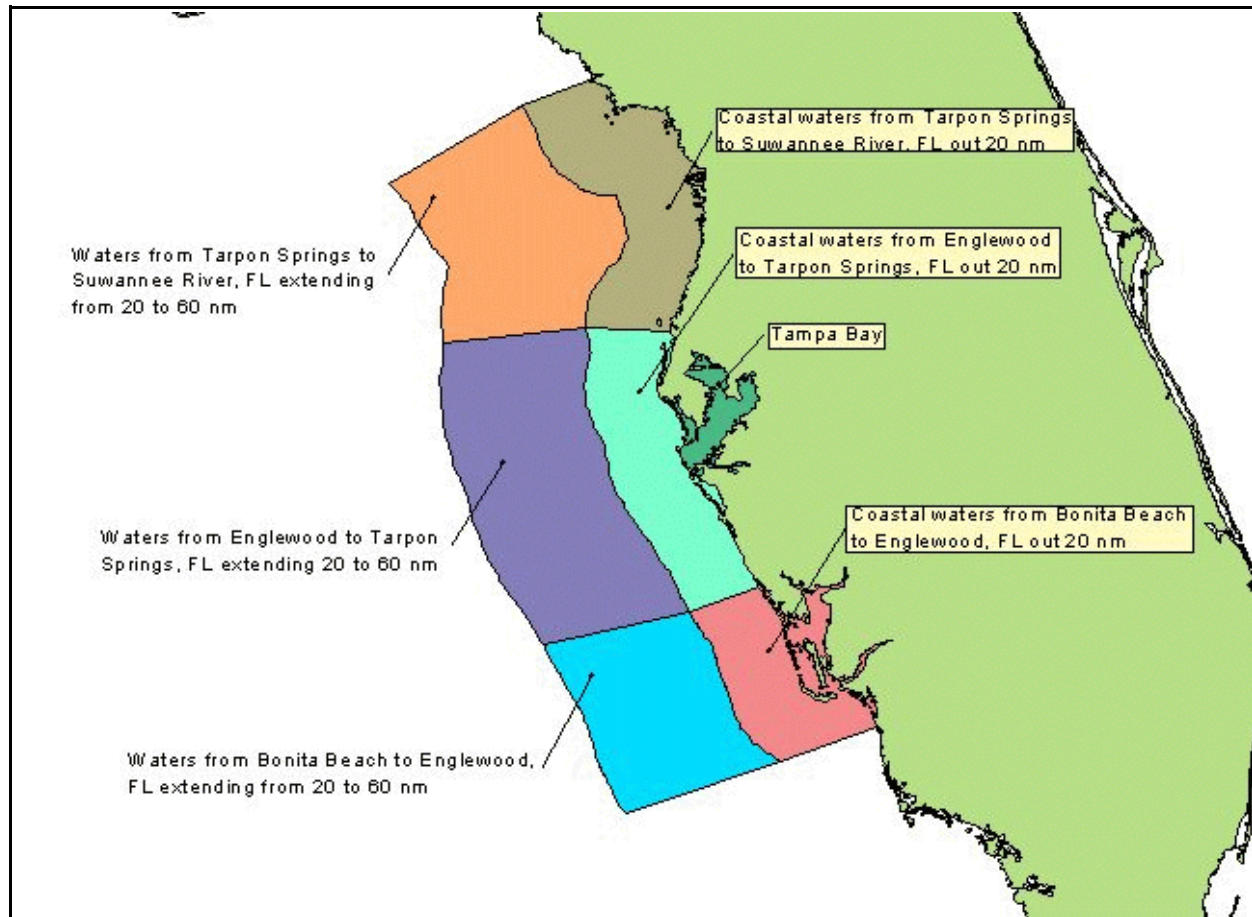 Coastal waters from Tarpon Springs
to Suwannee River, FL out 20 nm
Waters from Tarpon Springs to
Suwannee River, FL extending
from 20 to 60 nm
Coastal waters from Englewood
to Tarpon Springs, FL out 20 nm
Tampa Bay
Waters from Englewood to Tarpon
Springs, FL extending 20 to 60 nm
Coastal waters from Bonita Beach
to Englewood, FL out 20 nm
Waters from Bonita Beach to Englewood,
FL extending from 20 to 60 nm